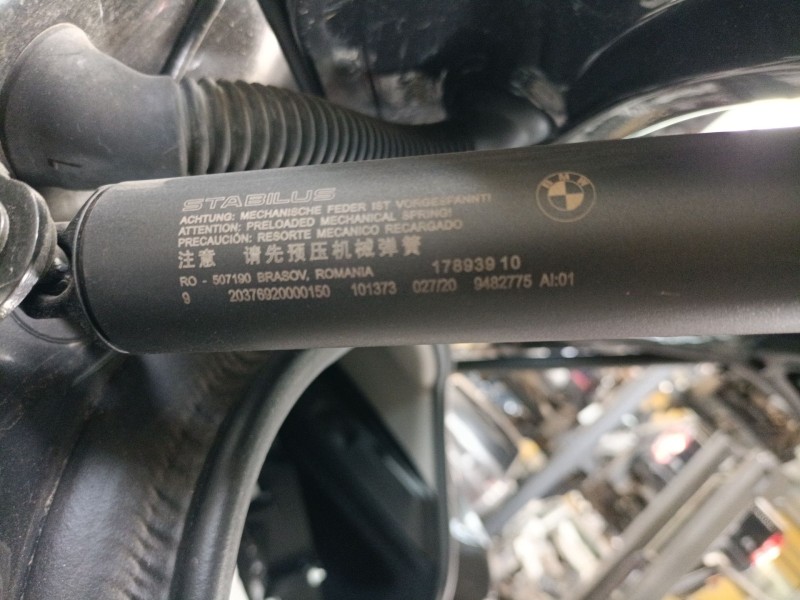 STABILUS
BMW
ACHTUNG: MECHANISCHE FEDER IST VORGESPANNT!
ATTENTION: PRELOADED MECHANICAL SPRING!
PRECAUCIÓN: RESORTE MECANICO RECARGADO
注意 请先预压机械弹簧
RO - 507190 BRASOV, ROMANIA 17893910
9 20376920000150 101373 027/20 9482775 AI:01